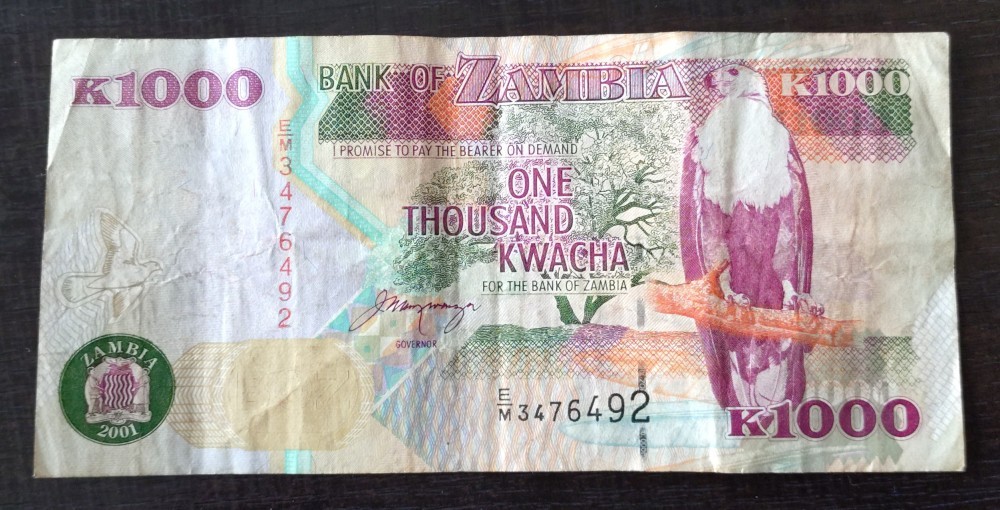 K1000
BANK OF ZAMBIA
K1000
I PROMISE TO PAY THE BEARER ON DEMAND
E/M 3476492
ONE
THOUSAND
KWACHA
FOR THE BANK OF ZAMBIA
GOVERNOR
ZAMBIA
2001
E/M 3476492
K1000